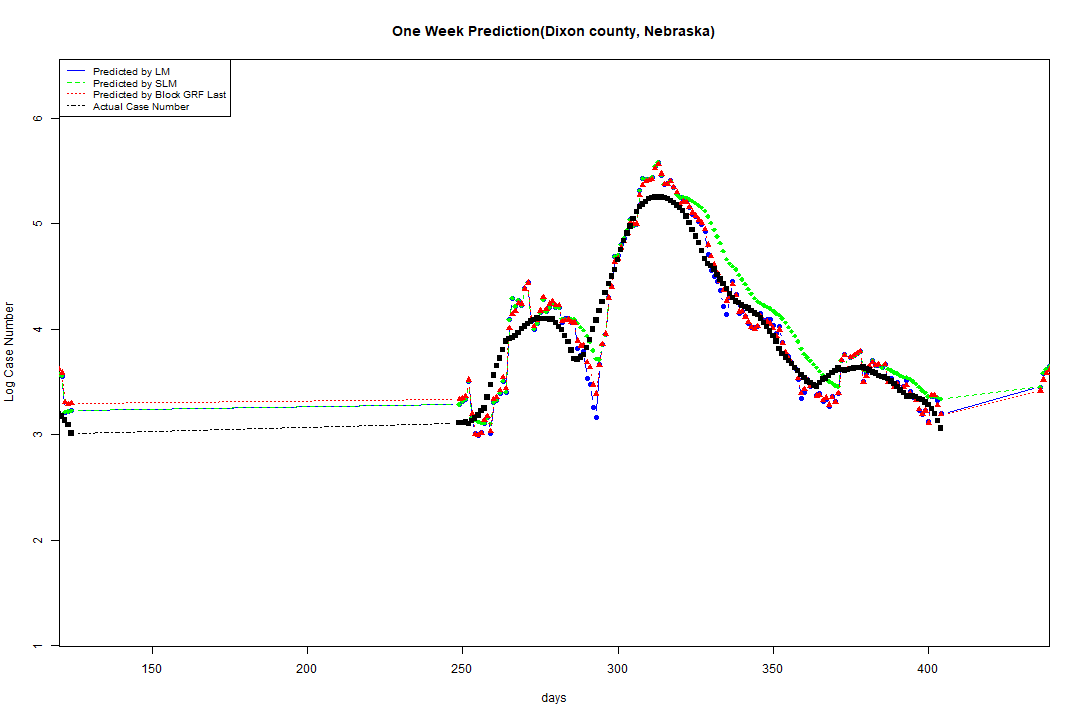 One Week Prediction(Dixon county, Nebraska)
Predicted by LM
Predicted by SLM
Predicted by Block GRF Last
Actual Case Number
6
5
4
3
2
1
Log Case Number
150 200 250 300 350 400
days